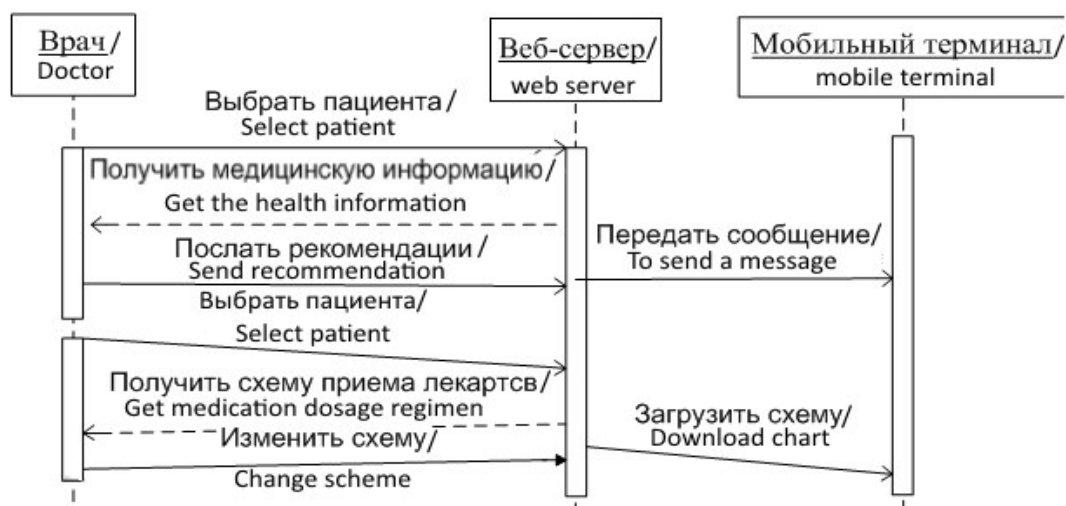 Врач/
Doctor
Веб-сервер/
web server
Мобильный терминал/
mobile terminal
Выбрать пациента/
Select patient
Получить медицинскую информацию/
Get the health information
Послать рекомендации/
Send recommendation
Передать сообщение/
To send a message
Выбрать пациента/
Select patient
Получить схему приема лекартсв/
Get medication dosage regimen
Загрузить схему/
Download chart
Изменить схему/
Change scheme